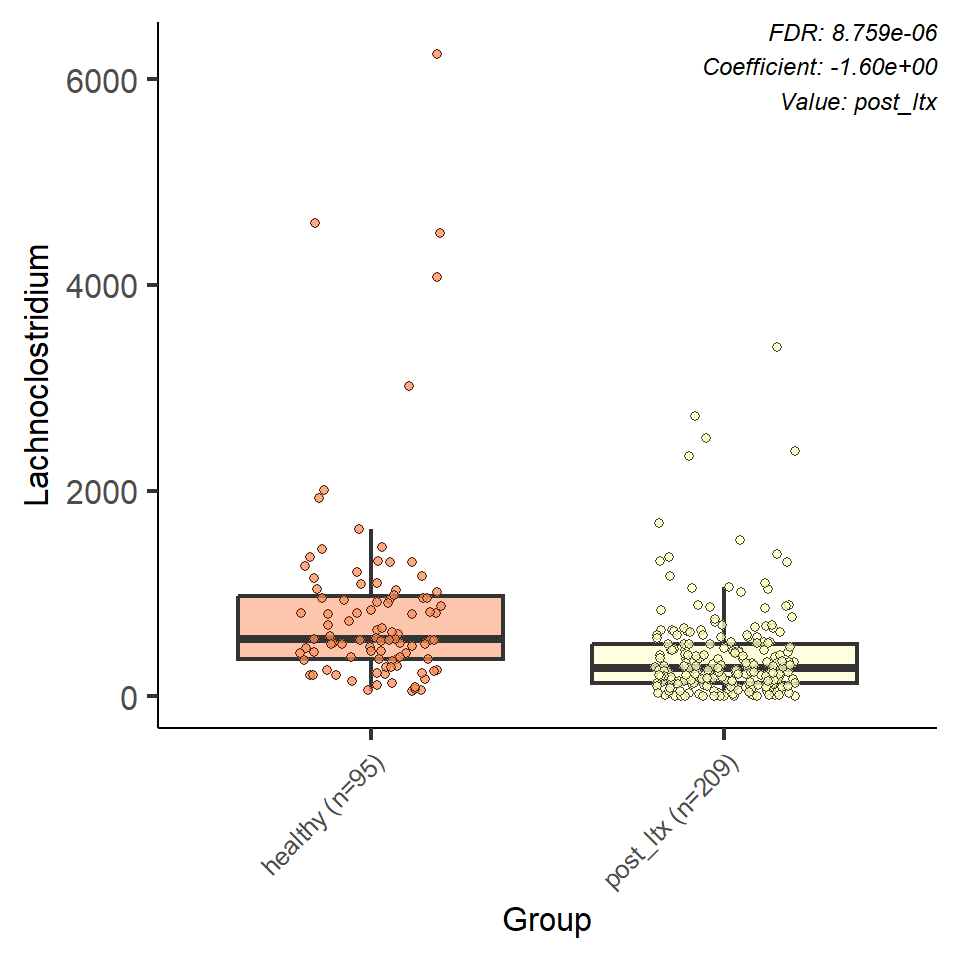 FDR: 8.759e-06
Coefficient: -1.60e+00
Value: post_ltx
Lachnoclostridium
6000
4000
2000
0
healthy (n=95)
post_ltx (n=209)
Group